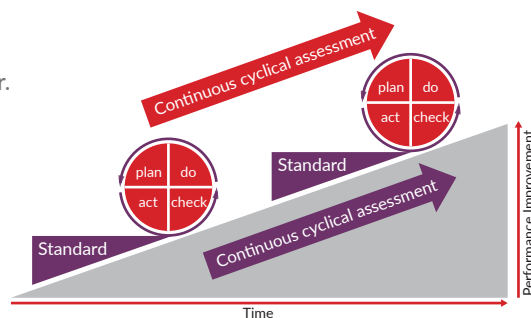 r.
Continuous cyclical assessment
plan do
act check
Standard
plan do
act check
Standard
Continuous cyclical assessment
Performance Improvement
Time